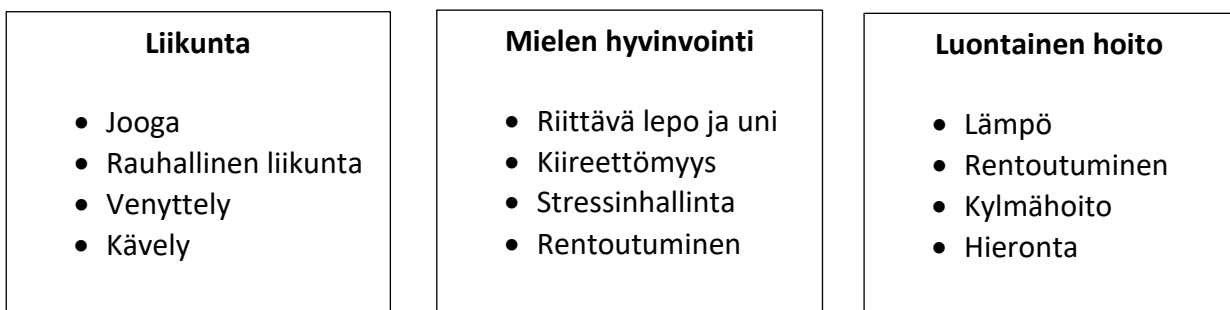 Liikunta
• Jooga
• Rauhallinen liikunta
• Venyttely
• Kävely
Mielen hyvinvointi
• Riittävä lepo ja uni
• Kiireettömyys
• Stressinhallinta
• Rentoutuminen
Luontainen hoito
• Lämpö
• Rentoutuminen
• Kylmähoito
• Hieronta